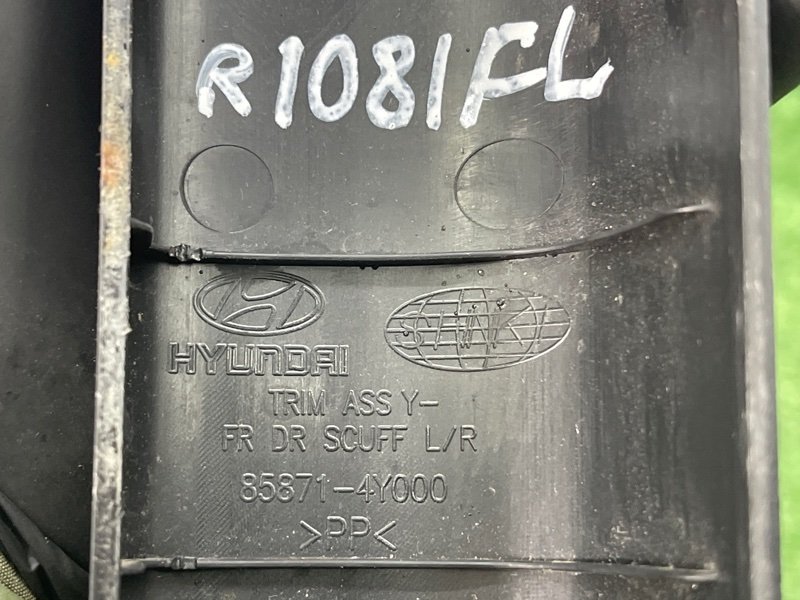 R1081FL
HYUNDAI
TRIM ASS Y-
FR DR SCUFF L/R
85871-4Y000
>PP<